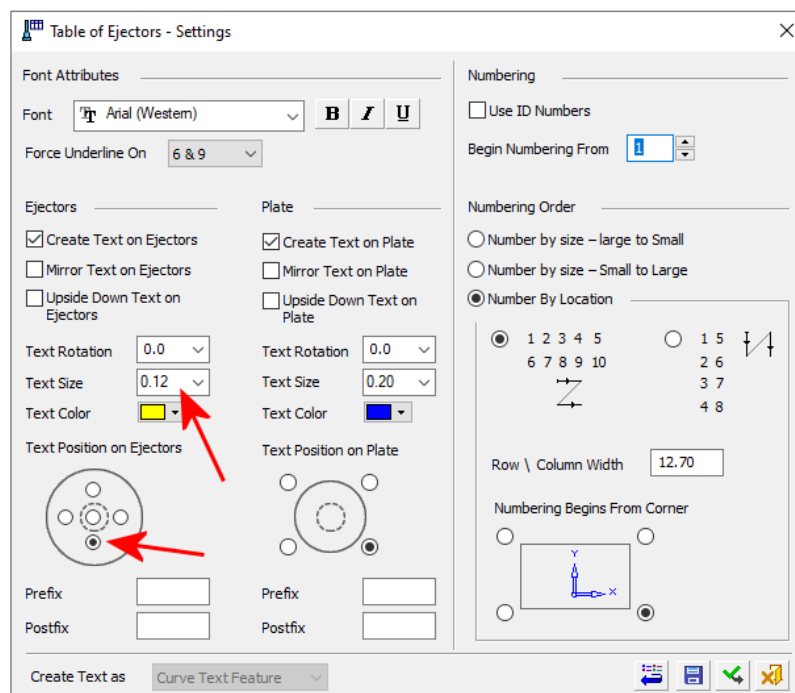 Table of Ejectors - Settings
Font Attributes
Font
Arial (Western)
B I U
Force Underline On
6 & 9
Ejectors
Create Text on Ejectors
Mirror Text on Ejectors
Upside Down Text on
Ejectors
Text Rotation
0.0
Text Size
0.12
Text Color
Text Position on Ejectors
Prefix
Postfix
Plate
Create Text on Plate
Mirror Text on Plate
Upside Down Text on
Plate
Text Rotation
0.0
Text Size
0.20
Text Color
Text Position on Plate
Prefix
Postfix
Numbering
Use ID Numbers
Begin Numbering From
1
Numbering Order
Number by size – large to Small
Number by size – Small to Large
Number By Location
1 2 3 4 5
6 7 8 9 10
1 5
2 6
3 7
4 8
Row \ Column Width
12.70
Numbering Begins From Corner
Y
X
Create Text as
Curve Text Feature